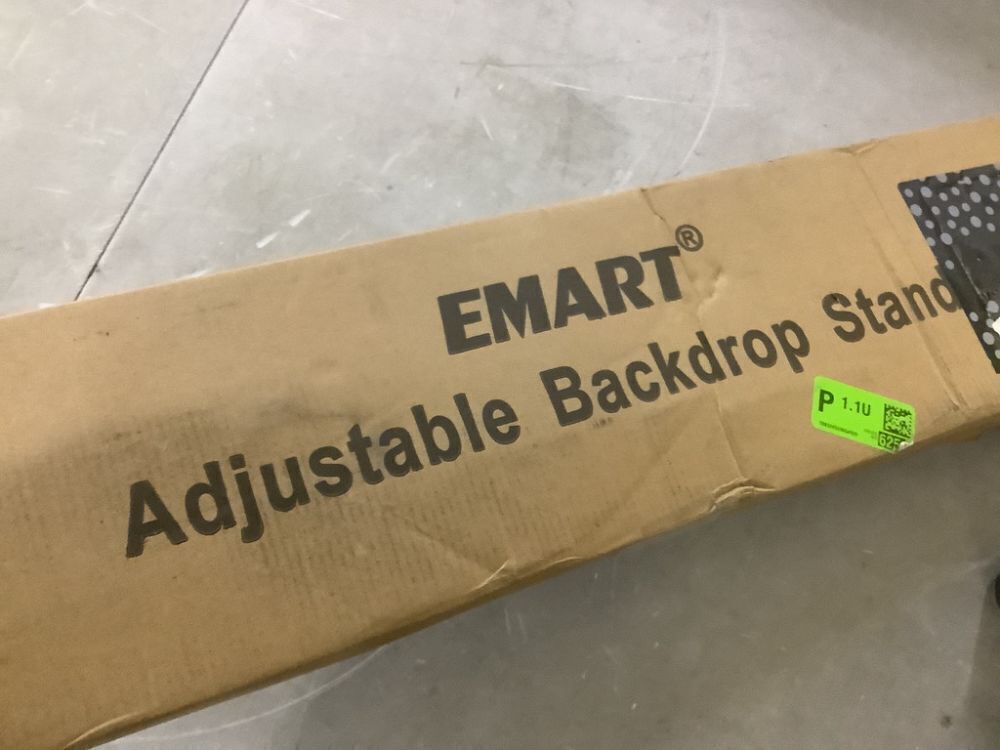 EMART®
Adjustable Backdrop Stand
P 1.1U